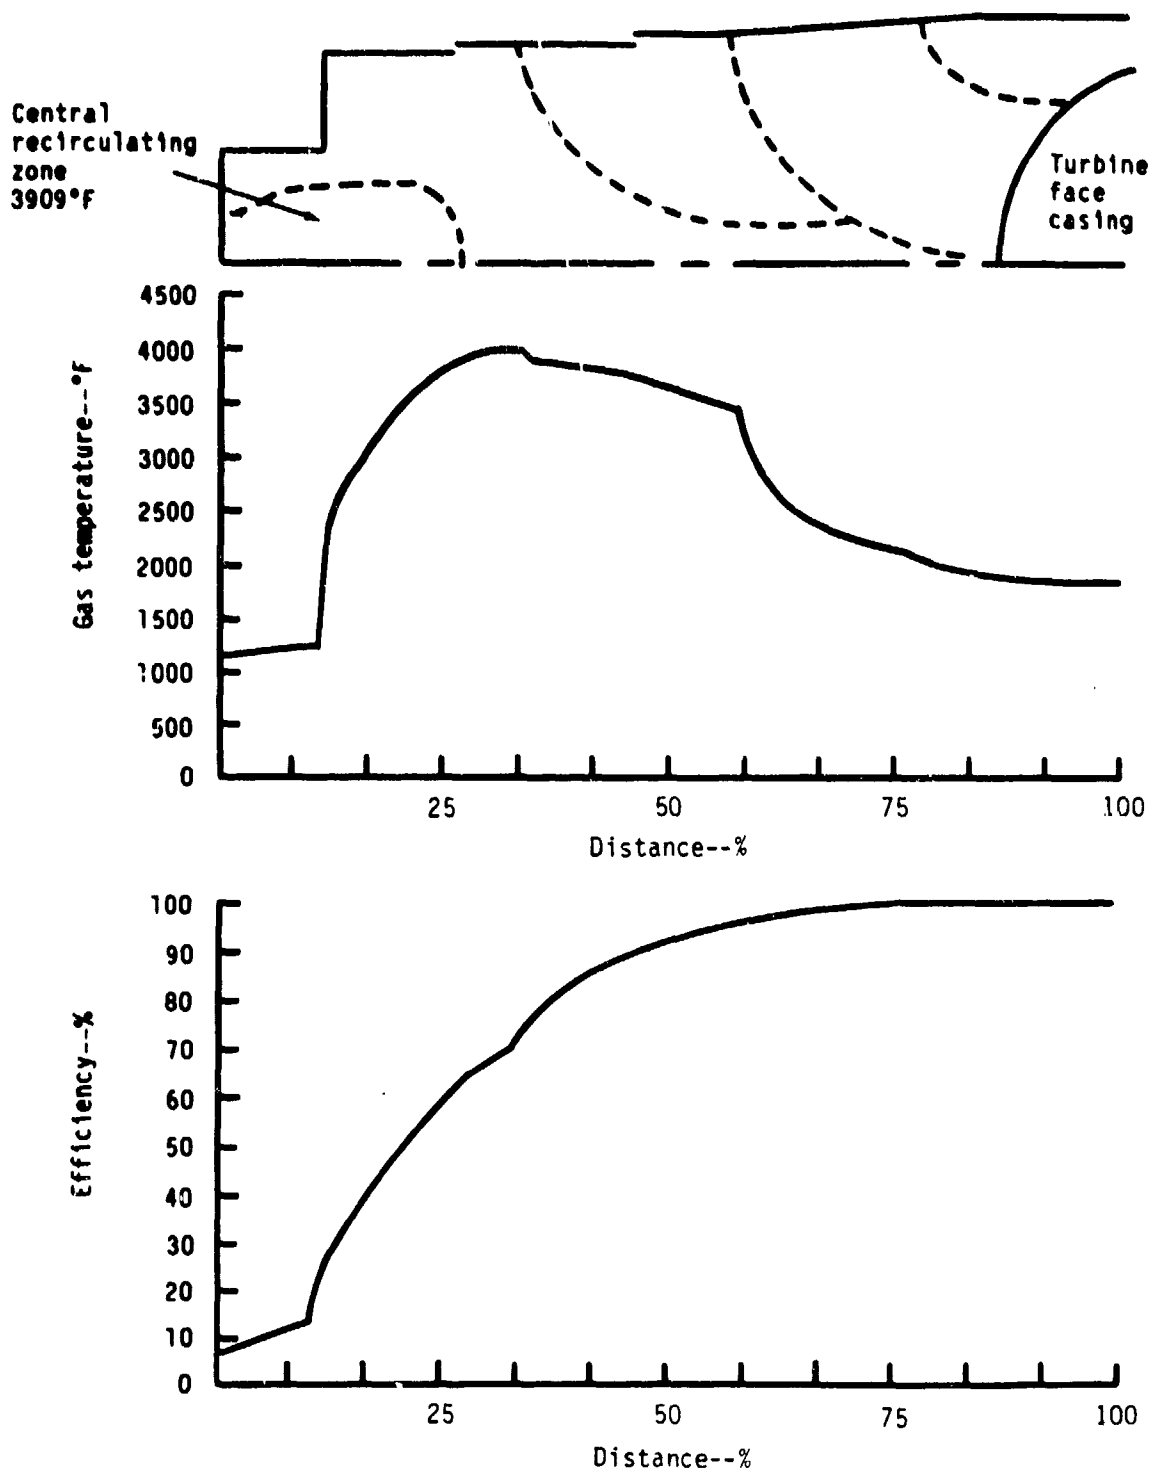 Central
recirculating
zone
3909°F
Turbine
face
casing
Gas temperature--°F
4500
4000
3500
3000
2500
2000
1500
1000
500
0
25 50 75 100
Distance--%
Efficiency--%
100
90
80
70
60
50
40
30
20
10
0
25 50 75 100
Distance--%